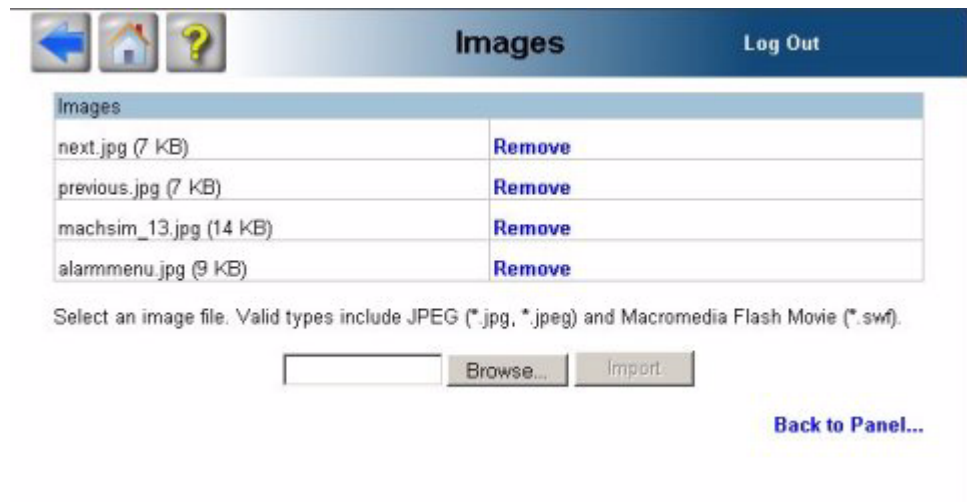 Images Log Out
Images
next.jpg (7 KB) Remove
previous.jpg (7 KB) Remove
machsim_13.jpg (14 KB) Remove
alarmmenu.jpg (9 KB) Remove
Select an image file. Valid types include JPEG (*.jpg, *.jpeg) and Macromedia Flash Movie (*.swf).
Browse... Import
Back to Panel...